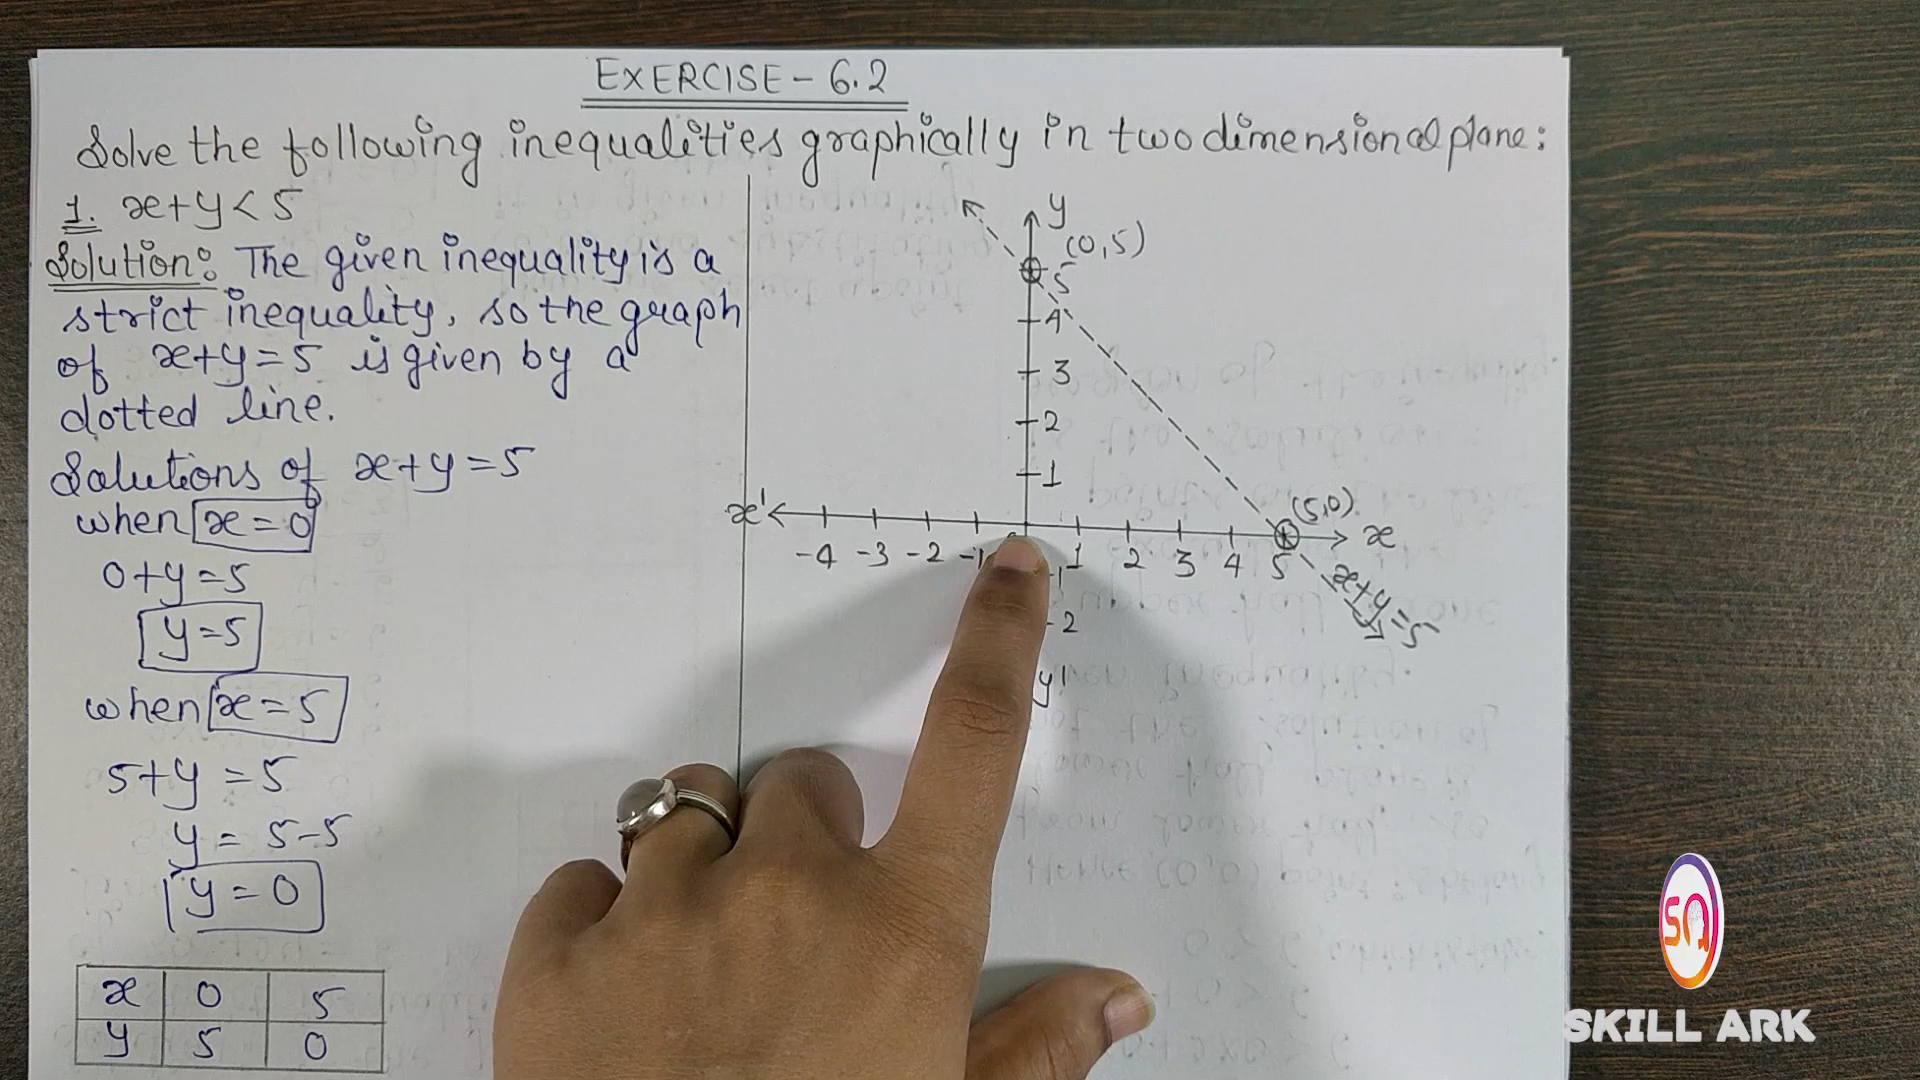 EXERCISE - 6.2
Solve the following inequalities graphically in two dimensional plane:
1. x+y < 5
Solution: The given inequality is a
strict inequality, so the graph
of x+y=5 is given by a
dotted line.
Solutions of x+y=5
when x=0
0+y=5
y=5
when x=5
5+y=5
y=5-5
y=0
x 0 5
y 5 0
y
(0,5)
5
4
3
2
1
(5,0)
x' x
-4 -3 -2 -1 1 2 3 4 5
-1
-2
x+y=5
y'
SKILL ARK